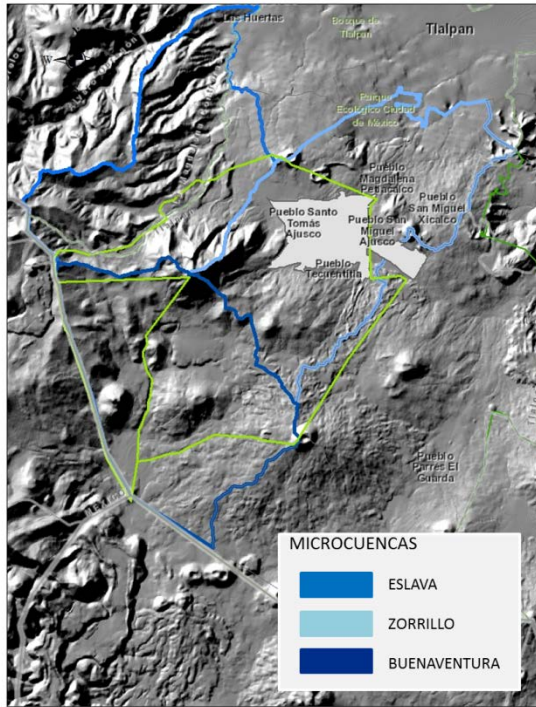 Las Huertas
Bosque de
Tlalpan
Tlalpan
W
Parque
Ecológico Ciudad
de México
Pueblo
Magdalena
Petlacalco
Pueblo
San Miguel
Xicalco
Pueblo Santo
Tomás
Ajusco
Pueblo San
Miguel
Ajusco
Pueblo
Tecuentitla
Pueblo
Parres El
Guarda
MICROCUENCAS
ESLAVA
ZORRILLO
BUENAVENTURA